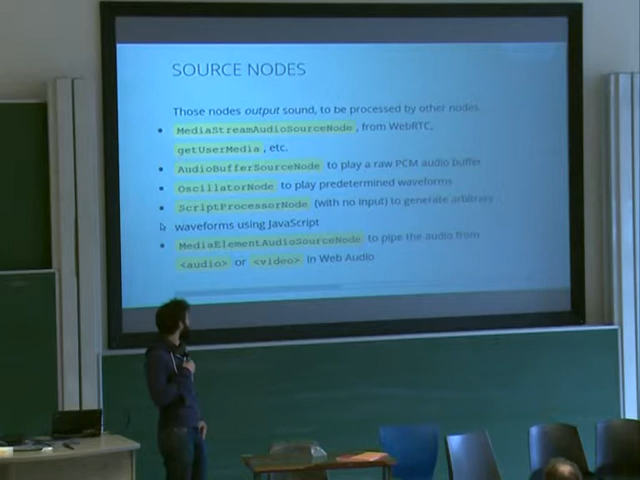 SOURCE NODES
Those nodes output sound, to be processed by other nodes.
• MediaStreamAudioSourceNode, from WebRTC,
getUserMedia, etc.
• AudioBufferSourceNode to play a raw PCM audio buffer
• OscillatorNode to play predetermined waveforms
• ScriptProcessorNode (with no input) to generate arbitrary
waveforms using JavaScript
• MediaElementAudioSourceNode to pipe the audio from
<audio> or <video> in Web Audio